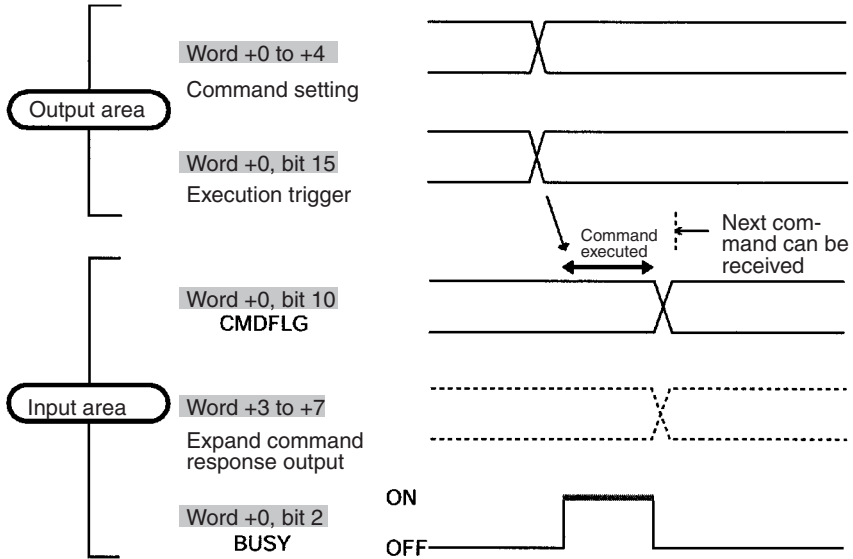 Word +0 to +4
Command setting
Output area
Word +0, bit 15
Execution trigger
Command
executed
Next com-
mand can be
received
Word +0, bit 10
CMDFLG
Input area
Word +3 to +7
Expand command
response output
Word +0, bit 2
BUSY
ON
OFF